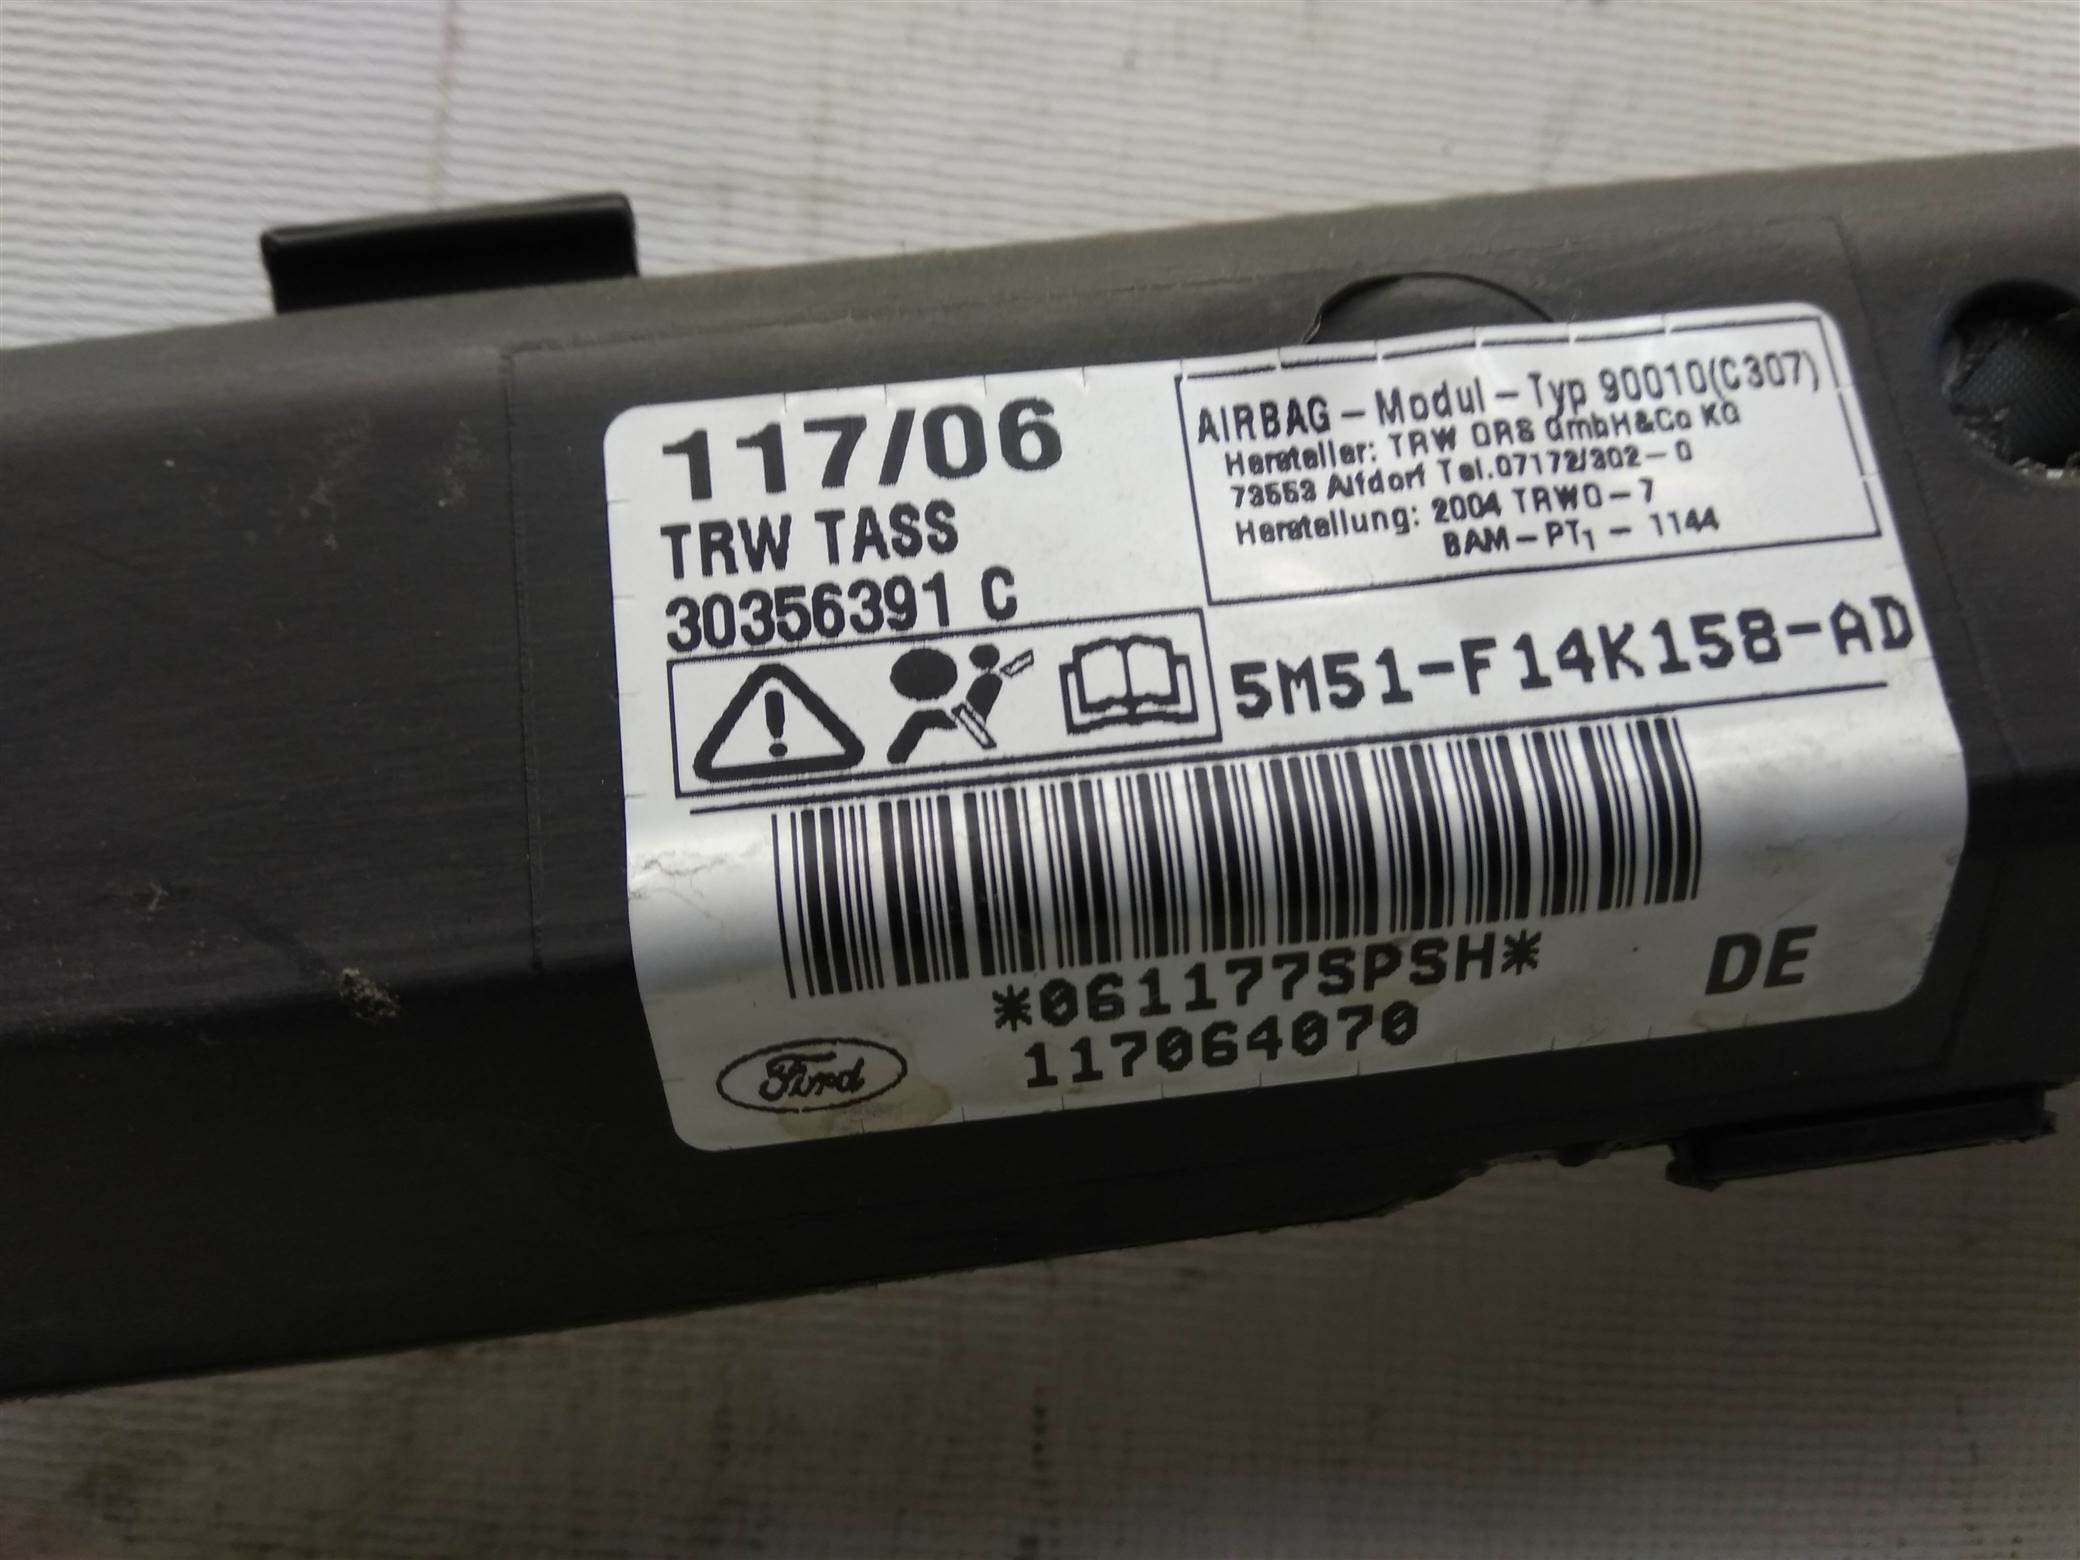 117/06
TRW TASS
30356391 C
AIRBAG - Modul - Typ 90010(C307)
Hersteller: TRW ORS GmbH&Co KG
73553 Alfdorf Tel.07172/302-0
Herstellung: 2004 TRWO-7
BAM-PT1 - 1144
5M51-F14K158-AD
*061177SPSH*
117064070
DE
Ford